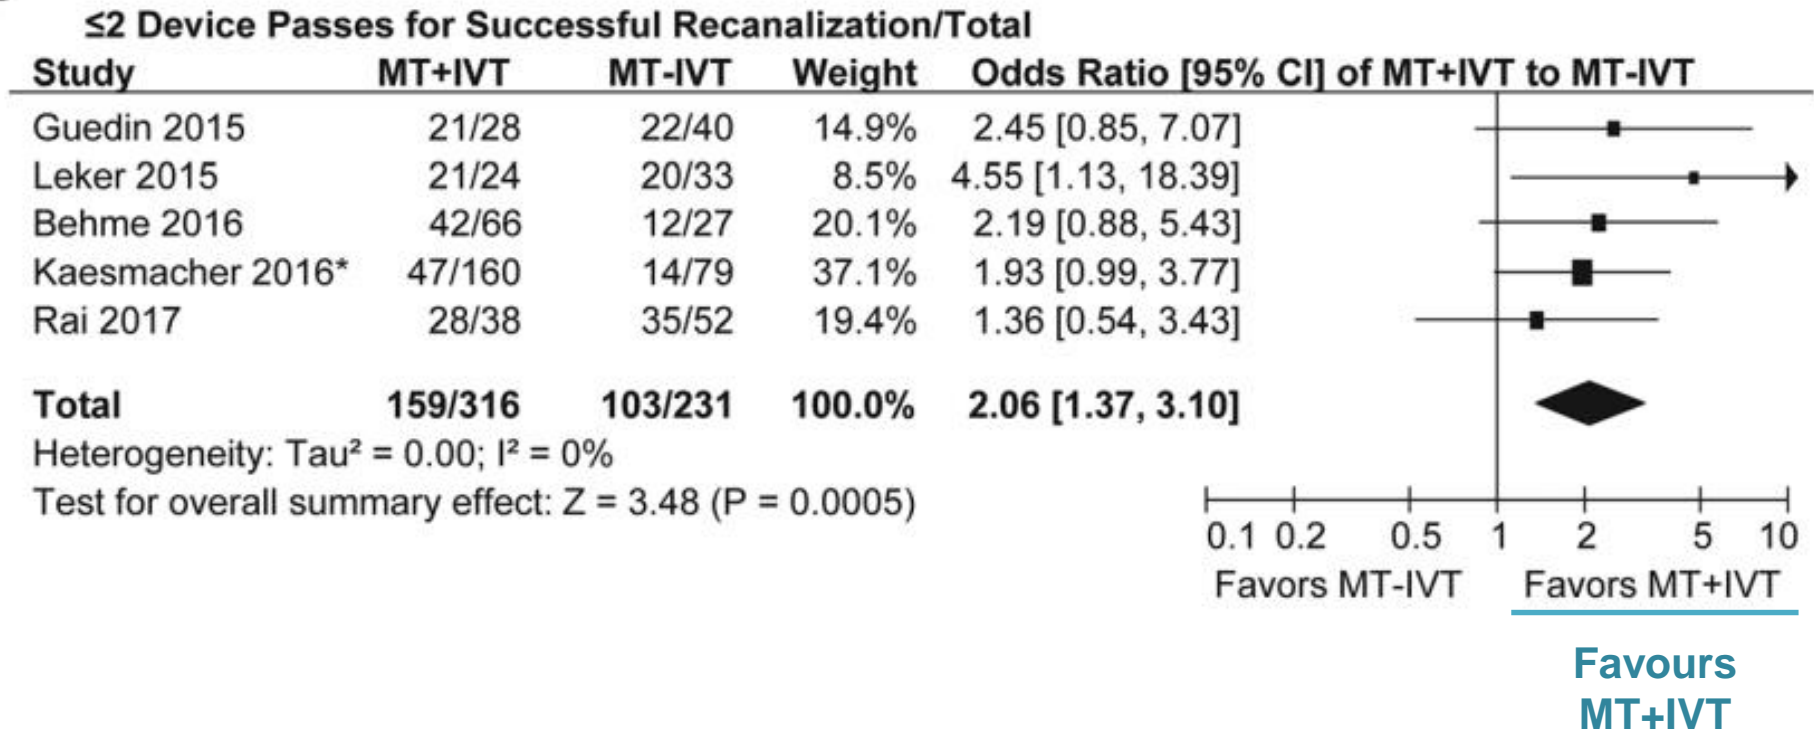 ≤2 Device Passes for Successful Recanalization/Total
Study MT+IVT MT-IVT Weight Odds Ratio [95% CI] of MT+IVT to MT-IVT
Guedin 2015 21/28 22/40 14.9% 2.45 [0.85, 7.07]
Leker 2015 21/24 20/33 8.5% 4.55 [1.13, 18.39]
Behme 2016 42/66 12/27 20.1% 2.19 [0.88, 5.43]
Kaesmacher 2016* 47/160 14/79 37.1% 1.93 [0.99, 3.77]
Rai 2017 28/38 35/52 19.4% 1.36 [0.54, 3.43]
Total 159/316 103/231 100.0% 2.06 [1.37, 3.10]
Heterogeneity: Tau² = 0.00; I² = 0%
Test for overall summary effect: Z = 3.48 (P = 0.0005)
0.1 0.2 0.5 1 2 5 10
Favors MT-IVT Favors MT+IVT
Favours
MT+IVT